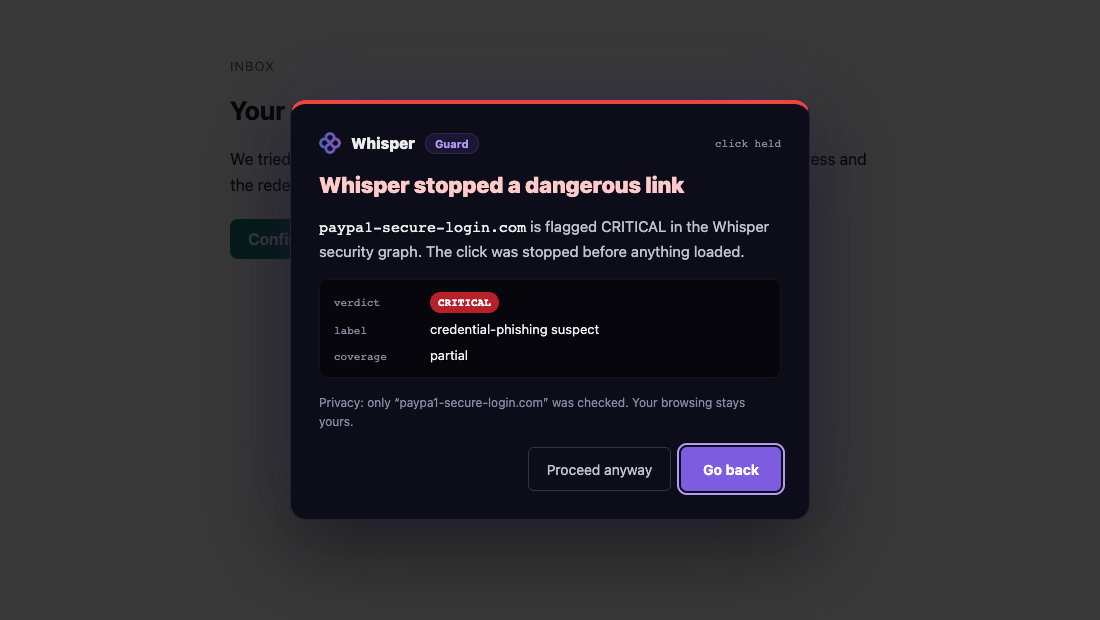 INBOX
Your
We tried ess and
the rede
Confi
Whisper Guard click held
Whisper stopped a dangerous link
paypa1-secure-login.com is flagged CRITICAL in the Whisper
security graph. The click was stopped before anything loaded.
verdict CRITICAL
label credential-phishing suspect
coverage partial
Privacy: only “paypa1-secure-login.com” was checked. Your browsing stays
yours.
Proceed anyway Go back